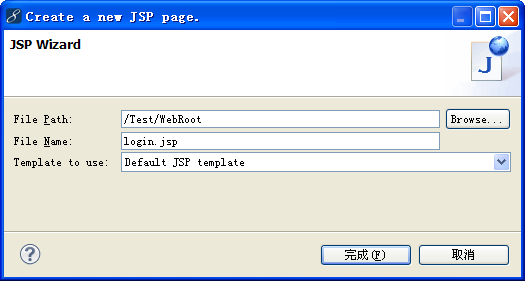 Create a new JSP page.
JSP Wizard
File Path: /Test/WebRoot Browse...
File Name: login.jsp
Template to use: Default JSP template
完成(F) 取消